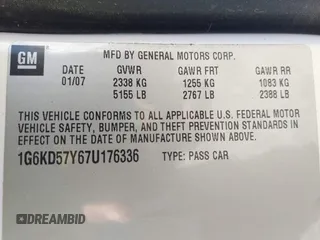 GM
MFD BY GENERAL MOTORS CORP.
DATE GVWR GAWR FRT GAWR RR
01/07 2338 KG 1255 KG 1083 KG
5155 LB 2767 LB 2388 LB
THIS VEHICLE CONFORMS TO ALL APPLICABLE U.S. FEDERAL MOTOR
VEHICLE SAFETY, BUMPER, AND THEFT PREVENTION STANDARDS IN
EFFECT ON THE DATE OF MANUFACTURE SHOWN ABOVE.
1G6KD57Y67U176336 TYPE: PASS CAR
DREAMBID